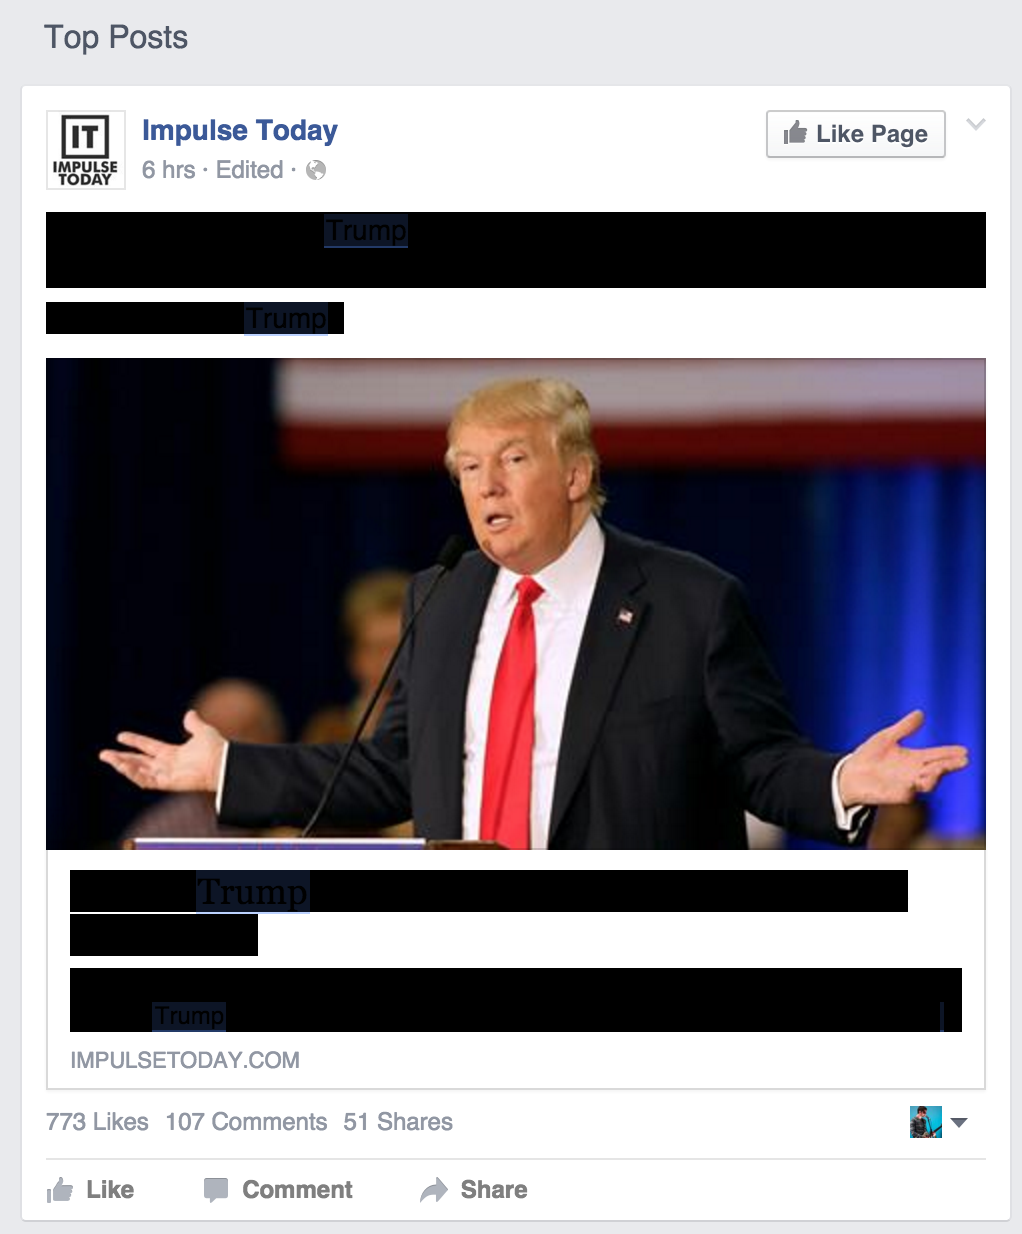 Top Posts
IT
IMPULSE
TODAY
Impulse Today
6 hrs · Edited ·
Like Page
Trump
Trump
Trump
Trump
IMPULSETODAY.COM
773 Likes 107 Comments 51 Shares
Like Comment Share